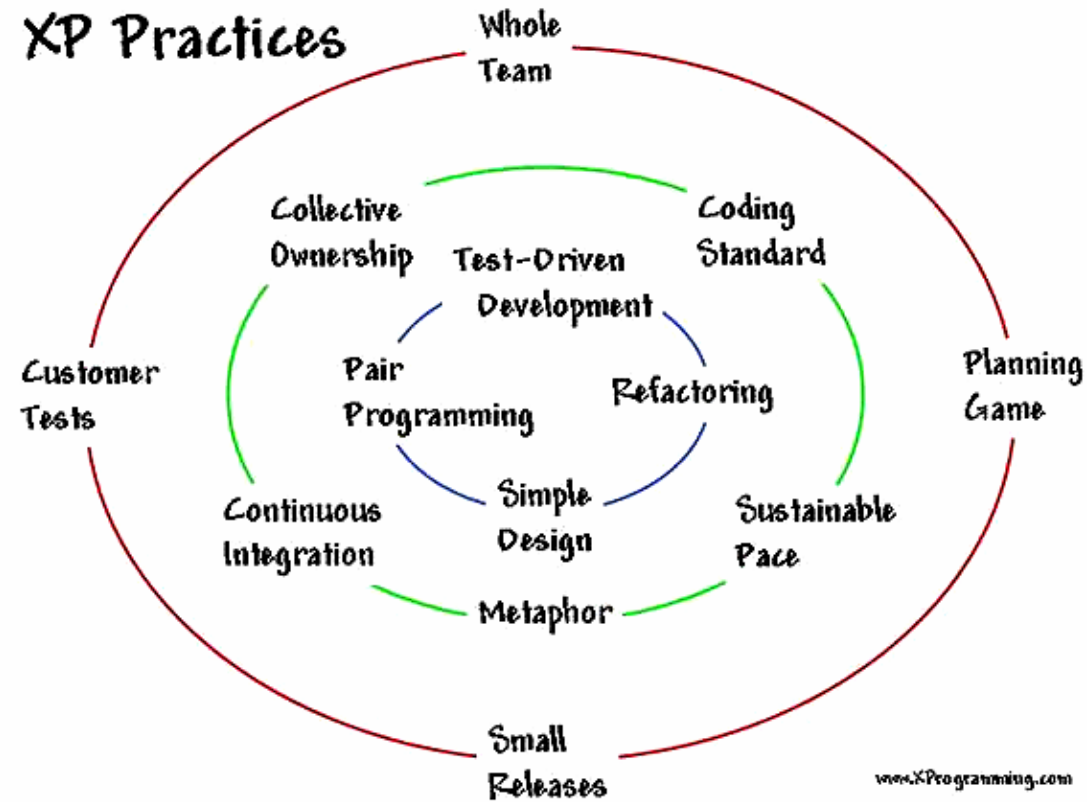 XP Practices
Whole
Team
Collective
Ownership
Coding
Standard
Test-Driven
Development
Customer
Tests
Pair
Programming
Refactoring
Planning
Game
Continuous
Integration
Simple
Design
Sustainable
Pace
Metaphor
Small
Releases
www.XProgramming.com